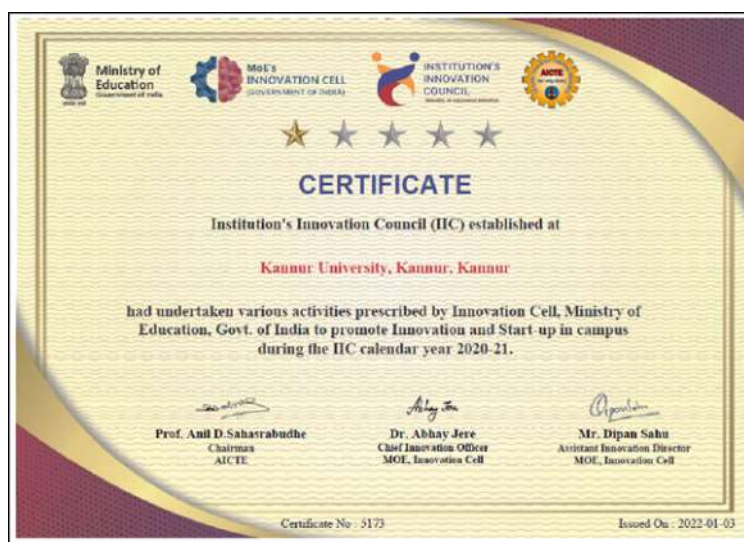 Ministry of
Education
Government of India
MoE's
INNOVATION CELL
(GOVERNMENT OF INDIA)
INSTITUTION'S
INNOVATION
COUNCIL
AICTE
CERTIFICATE
Institution's Innovation Council (IIC) established at
Kannur University, Kannur, Kannur
had undertaken various activities prescribed by Innovation Cell, Ministry of
Education, Govt. of India to promote Innovation and Start-up in campus
during the IIC calendar year 2020-21.
Prof. Anil D.Sahasrabudhe
Chairman
AICTE
Dr. Abhay Jere
Chief Innovation Officer
MOE, Innovation Cell
Mr. Dipan Sahu
Assistant Innovation Director
MOE, Innovation Cell
Certificate No : 5173
Issued On : 2022-01-03